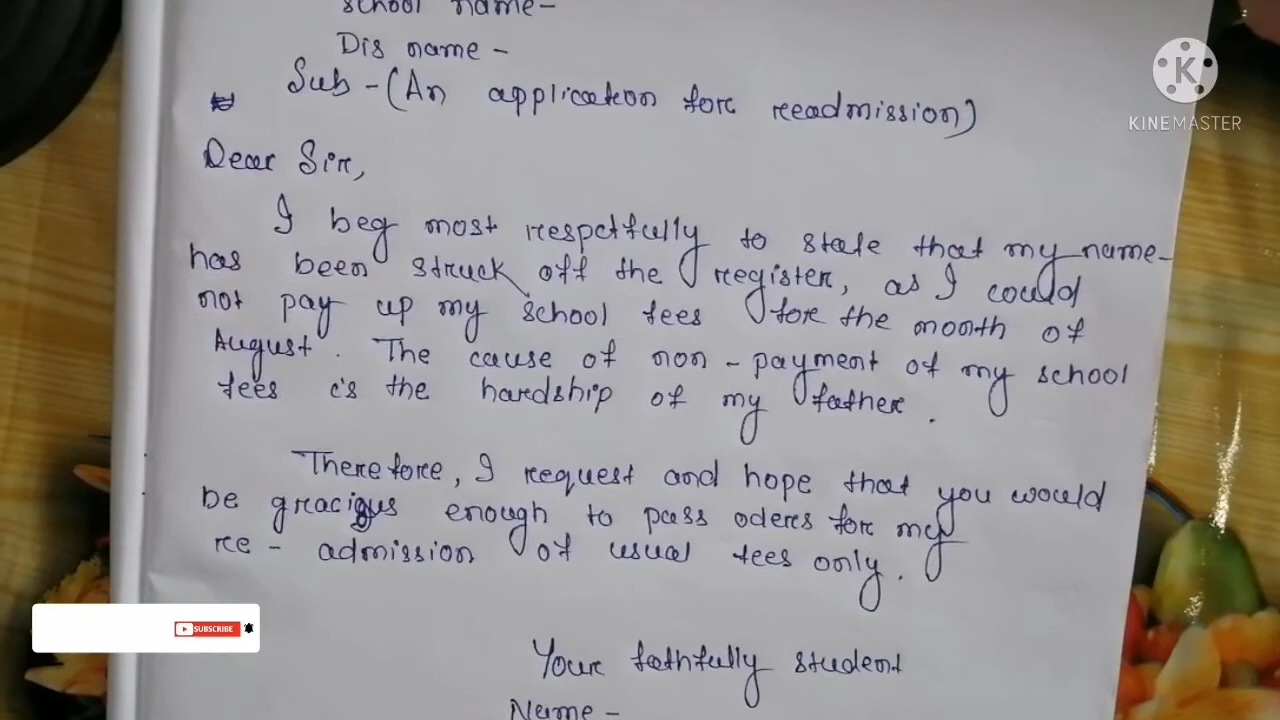 school name-
Dis name -
Sub - (An application for readmission)
Dear Sir,
I beg most respctfully to state that my name-
has been struck off the register, as I could
not pay up my school fees for the month of
August. The cause of non - payment of my school
fees is the hardship of my father.
Therefore, I request and hope that you would
be gracious enough to pass oders for my
re - admission of usual fees only.
Your faithfully student
Name -
K
KINEMASTER
SUBSCRIBE